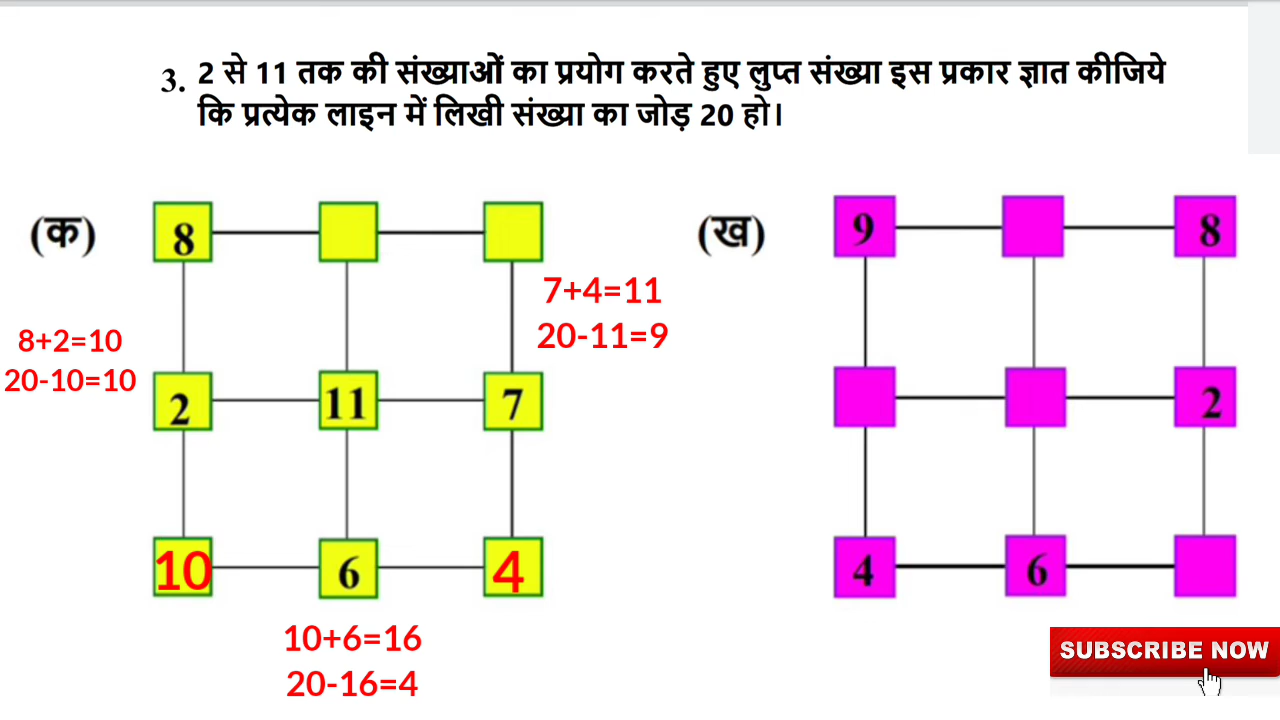 3. 2 से 11 तक की संख्याओं का प्रयोग करते हुए लुप्त संख्या इस प्रकार ज्ञात कीजिये
कि प्रत्येक लाइन में लिखी संख्या का जोड़ 20 हो।
(क)
8
7+4=11
20-11=9
8+2=10
20-10=10
2 11 7
10 6 4
10+6=16
20-16=4
(ख)
9 8
2
4 6
SUBSCRIBE NOW